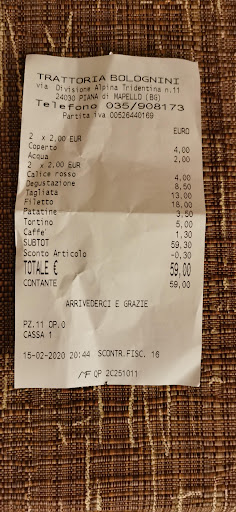 TRATTORIA BOLOGNINI
via Divisione Alpina Tridentina n.11
24030 PIANA di MAPELLO (BG)
Telefono 035/908173
Partita iva 00526440169
EURO
2 x 2,00 EUR
Coperto 4,00
Acqua 2,00
2 x 2,00 EUR
Calice rosso 4,00
Degustazione 8,50
Tagliata 13,00
Filetto 18,00
Patatine 3,50
Tortino 5,00
Caffe' 1,30
SUBTOT 59,30
Sconto Articolo -0,30
TOTALE € 59,00
CONTANTE 59,00
ARRIVEDERCI E GRAZIE
PZ.11 OP.0
CASSA 1
15-02-2020 20:44 SCONTR.FISC. 16
MF QP 2C251011